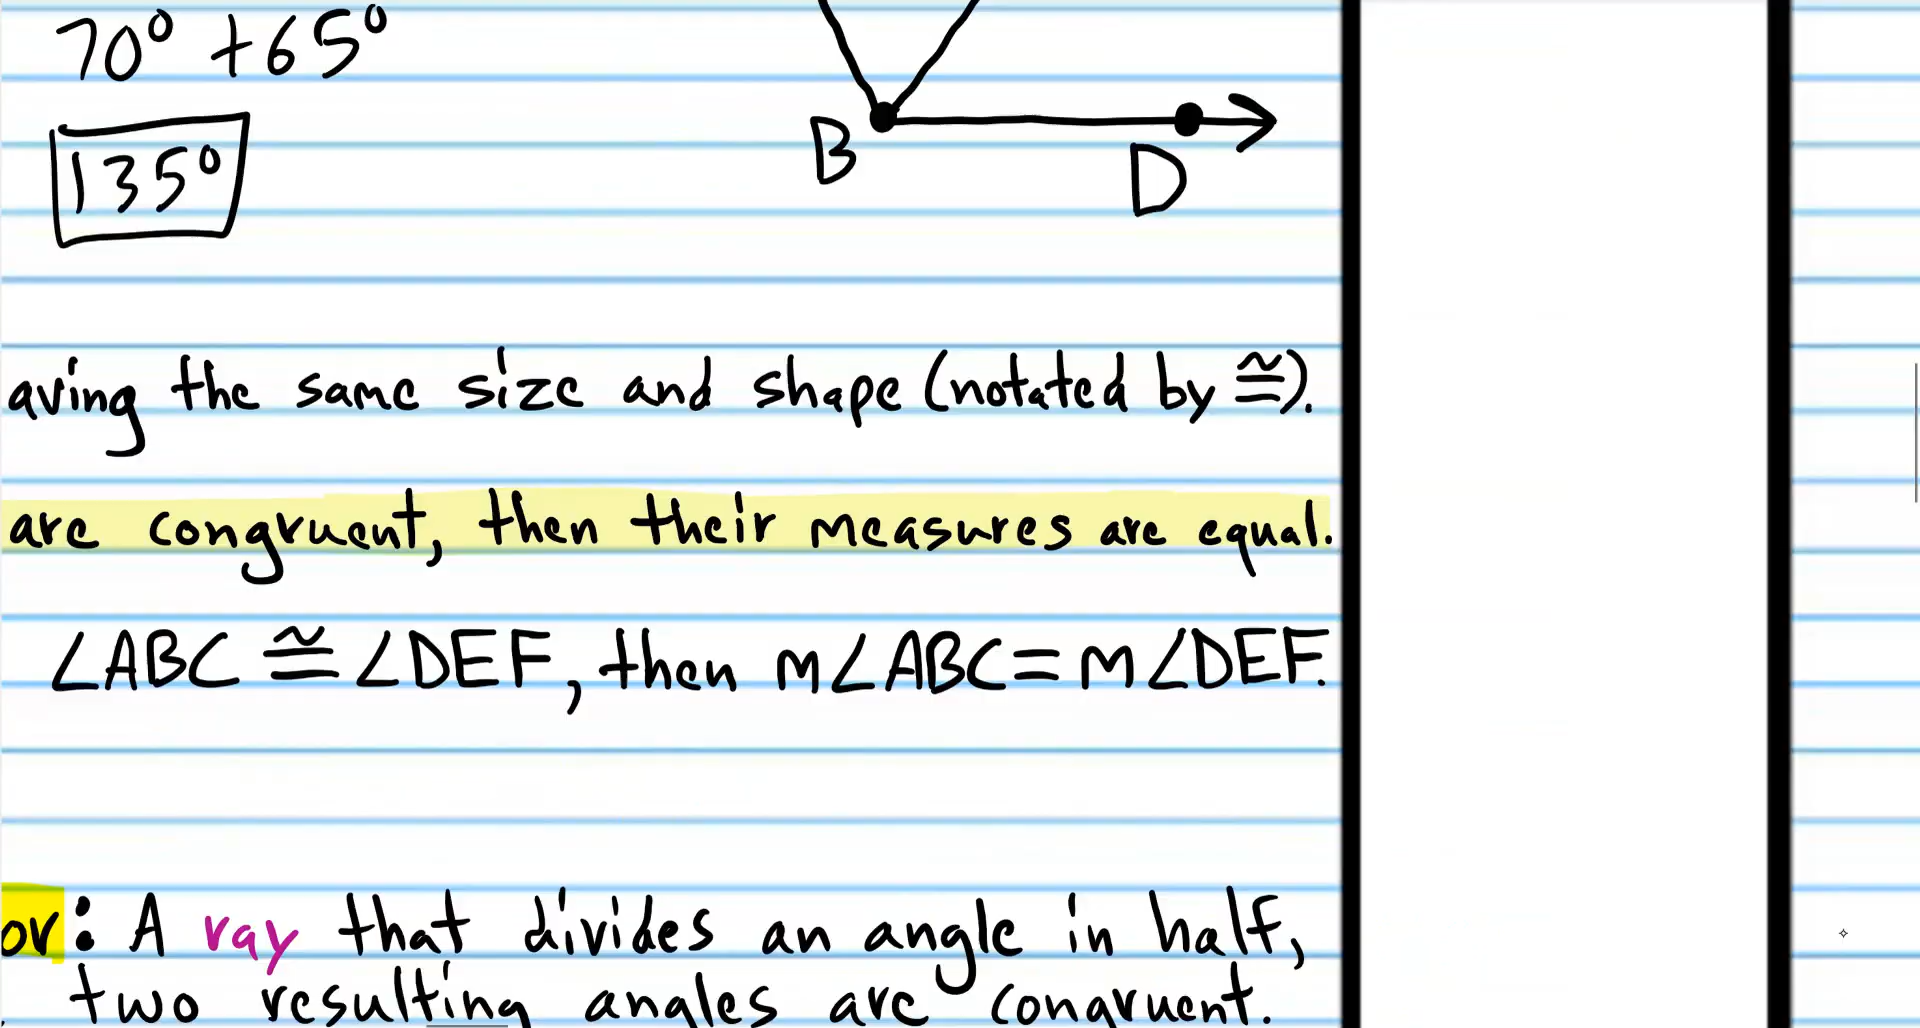 70° + 65°
135°
B
D
aving the same size and shape (notated by ≅).
are congruent, then their measures are equal.
∠ABC ≅ ∠DEF, then m∠ABC = m∠DEF.
or: A ray that divides an angle in half,
two resulting angles are congruent.